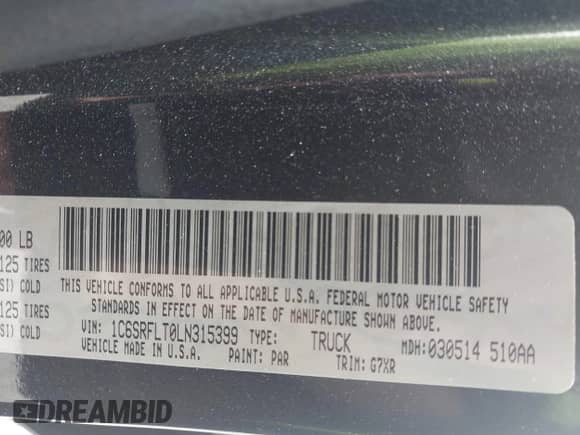 00 LB
125 TIRES
SI) COLD
125 TIRES
SI) COLD
THIS VEHICLE CONFORMS TO ALL APPLICABLE U.S.A. FEDERAL MOTOR VEHICLE SAFETY
STANDARDS IN EFFECT ON THE DATE OF MANUFACTURE SHOWN ABOVE.
VIN: 1C6SRFLT0LN315399 TYPE: TRUCK MDH: 030514 510AA
VEHICLE MADE IN U.S.A. PAINT: PAR TRIM: G7XR
DREAMBID